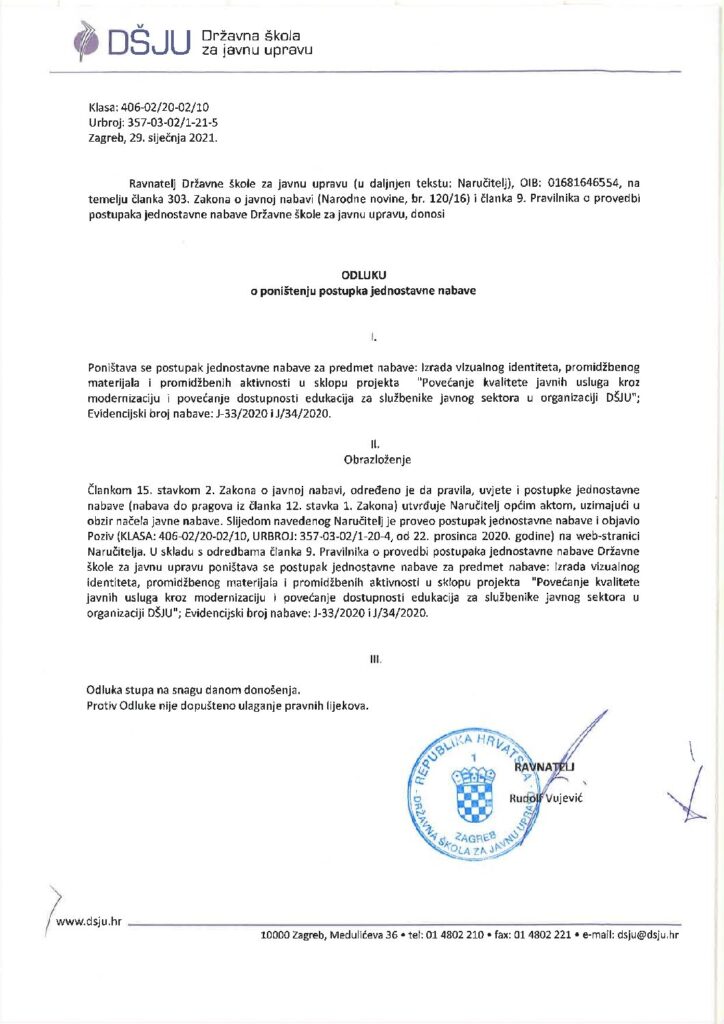 DŠJU Državna škola
za javnu upravu
Klasa: 406-02/20-02/10
Urbroj: 357-03-02/1-21-5
Zagreb, 29. siječnja 2021.
Ravnatelj Državne škole za javnu upravu (u daljnjen tekstu: Naručitelj), OIB: 01681646554, na
temelju članka 303. Zakona o javnoj nabavi (Narodne novine, br. 120/16) i članka 9. Pravilnika o provedbi
postupaka jednostavne nabave Državne škole za javnu upravu, donosi
ODLUKU
o poništenju postupka jednostavne nabave
I.
Poništava se postupak jednostavne nabave za predmet nabave: Izrada vizualnog identiteta, promidžbenog
materijala i promidžbenih aktivnosti u sklopu projekta "Povećanje kvalitete javnih usluga kroz
modernizaciju i povećanje dostupnosti edukacija za službenike javnog sektora u organizaciji DŠJU";
Evidencijski broj nabave: J-33/2020 i J/34/2020.
II.
Obrazloženje
Člankom 15. stavkom 2. Zakona o javnoj nabavi, određeno je da pravila, uvjete i postupke jednostavne
nabave (nabava do pragova iz članka 12. stavka 1. Zakona) utvrđuje Naručitelj općim aktom, uzimajući u
obzir načela javne nabave. Slijedom navedenog Naručitelj je proveo postupak jednostavne nabave i objavio
Poziv (KLASA: 406-02/20-02/10, URBROJ: 357-03-02/1-20-4, od 22. prosinca 2020. godine) na web-stranici
Naručitelja. U skladu s odredbama članka 9. Pravilnika o provedbi postupaka jednostavne nabave Državne
škole za javnu upravu poništava se postupak jednostavne nabave za predmet nabave: Izrada vizualnog
identiteta, promidžbenog materijala i promidžbenih aktivnosti u sklopu projekta "Povećanje kvalitete
javnih usluga kroz modernizaciju i povećanje dostupnosti edukacija za službenike javnog sektora u
organizaciji DŠJU"; Evidencijski broj nabave: J-33/2020 i J/34/2020.
III.
Odluka stupa na snagu danom donošenja.
Protiv Odluke nije dopušteno ulaganje pravnih lijekova.
REPUBLIKA HRVATSKA
1
DRŽAVNA ŠKOLA ZA JAVNU UPRAVU
ZAGREB
RAVNATELJ
Rudolf Vujević
www.dsju.hr
10000 Zagreb, Medulićeva 36 • tel: 01 4802 210 • fax: 01 4802 221 • e-mail: dsju@dsju.hr